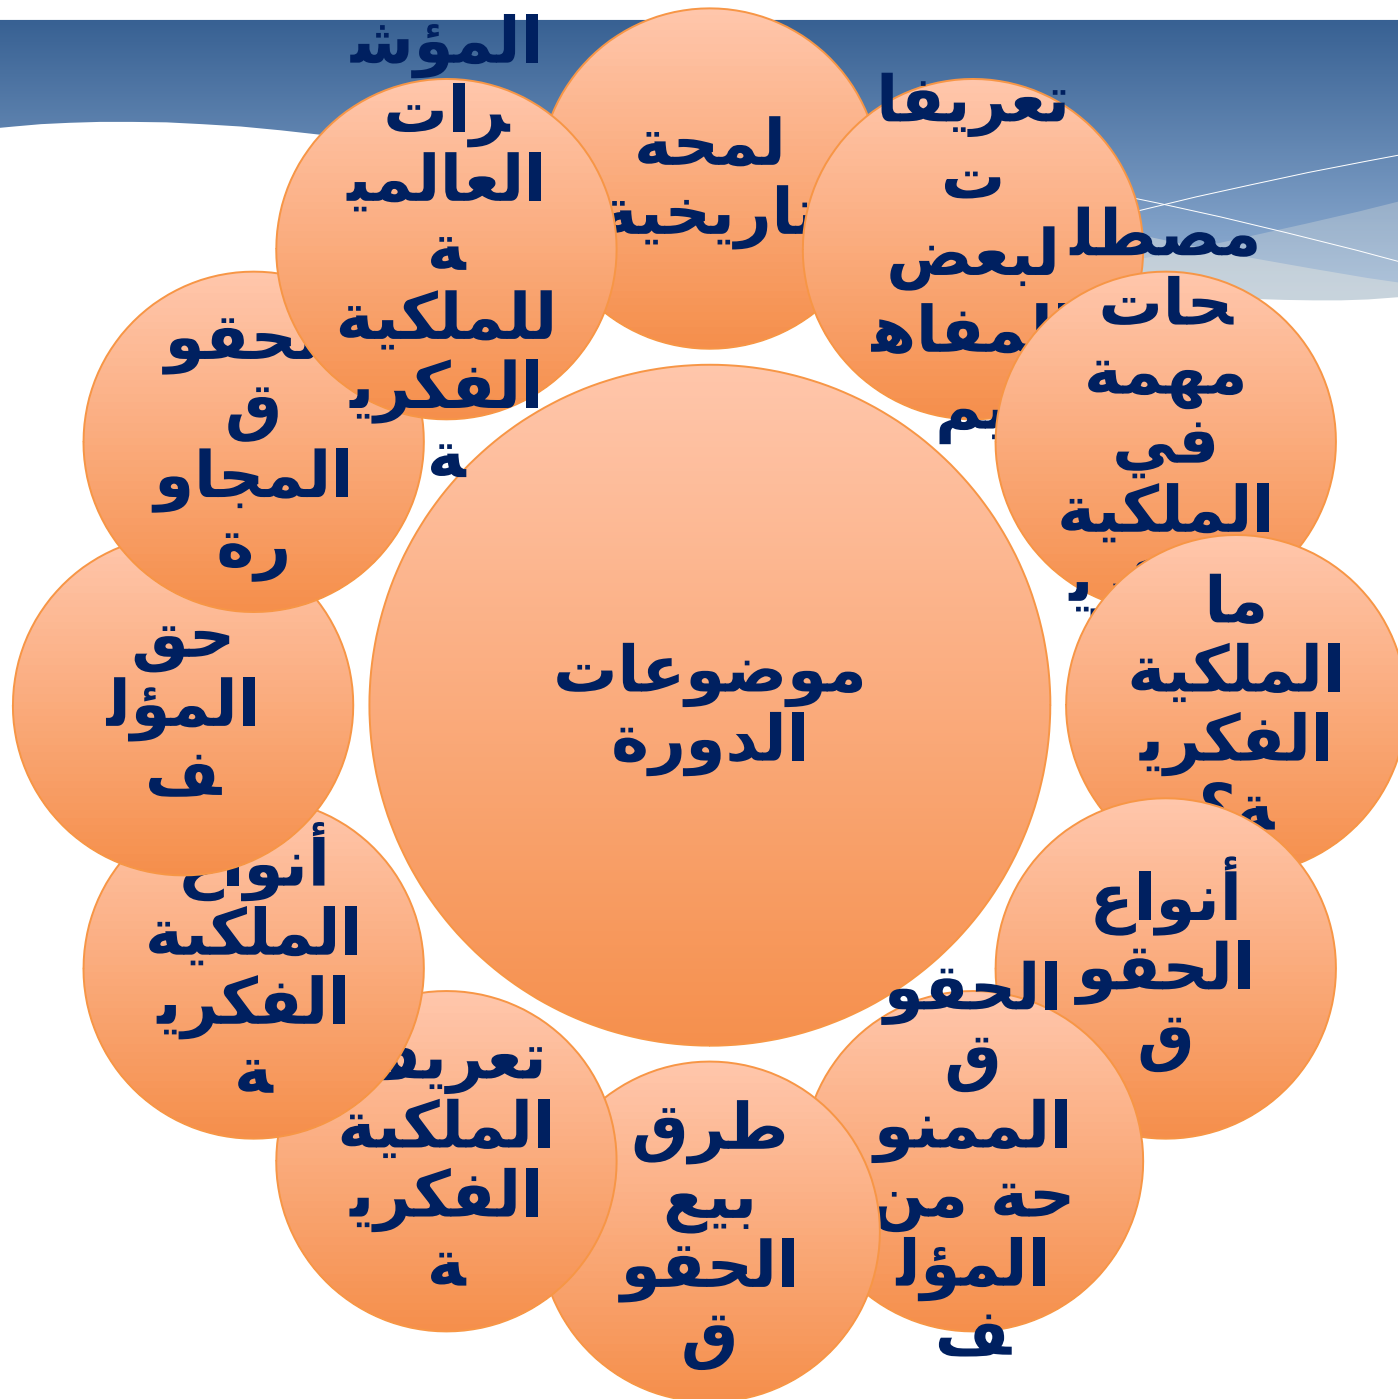 موضوعات
الدورة
لمحة
تاريخية
تعريفا
ت
لبعض
المفاه
يم
مصطل
حات
مهمة
في
الملكية
ما
الملكية
الفكري
ة؟
أنواع
الحقو
ق
الحقو
ق
الممنو
حة من
المؤل
ف
طرق
بيع
الحقو
ق
تعريف
الملكية
الفكري
ة
أنواع
الملكية
الفكري
ة
حق
المؤل
ف
الحقو
ق
المجاو
رة
المؤش
رات
العالمي
ة
للملكية
الفكري
ة